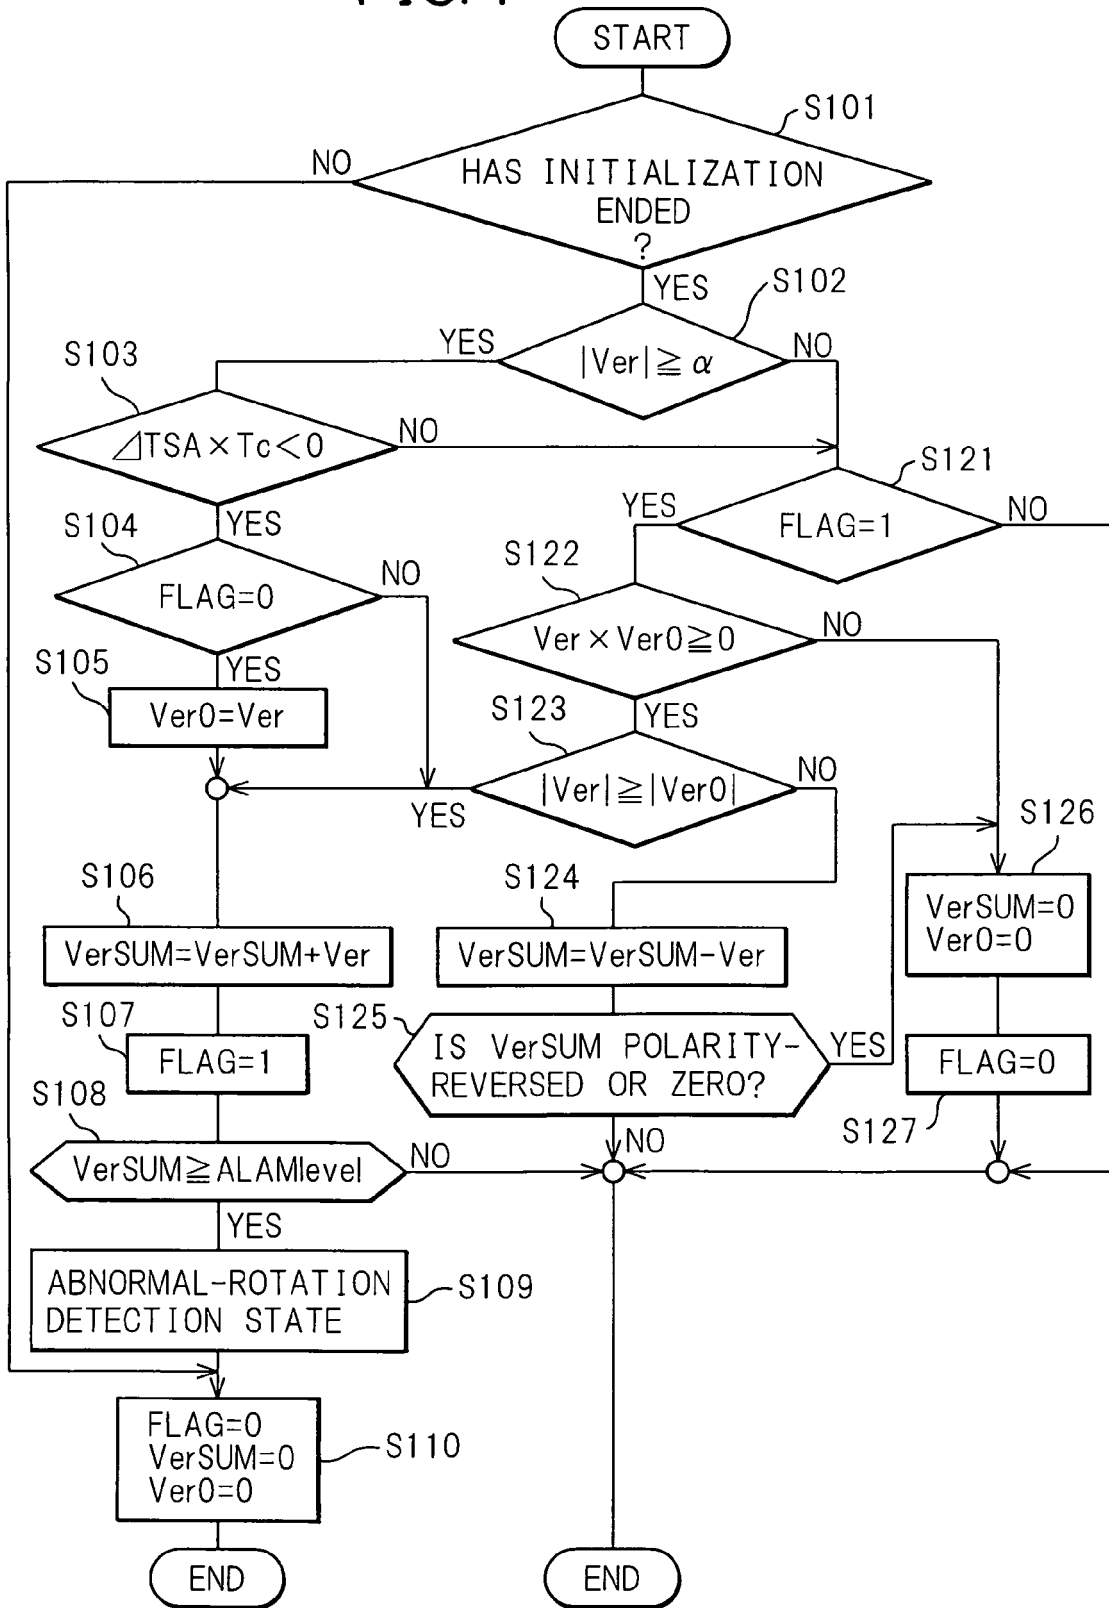 START
S101
NO
HAS INITIALIZATION
ENDED
?
YES
S102
YES
|Ver|≧α
NO
S103
⊿TSA×Tc<0
NO
YES
S121
YES
FLAG=1
NO
S104
FLAG=0
NO
YES
S122
Ver×Ver0≧0
NO
YES
S105
Ver0=Ver
S123
|Ver|≧|Ver0|
NO
YES
S126
VerSUM=0
Ver0=0
S106
VerSUM=VerSUM+Ver
S124
VerSUM=VerSUM-Ver
S107
FLAG=1
S125
IS VerSUM POLARITY-
REVERSED OR ZERO?
YES
NO
FLAG=0
S127
S108
VerSUM≧ALAMlevel
NO
YES
ABNORMAL-ROTATION
DETECTION STATE
S109
FLAG=0
VerSUM=0
Ver0=0
S110
END
END